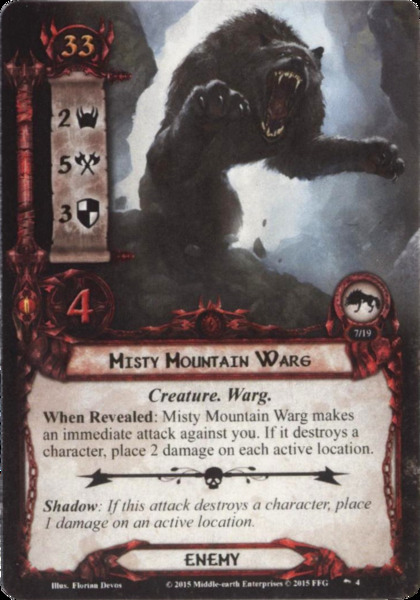 33
2
5
3
4
7/19
Misty Mountain Warg
Creature. Warg.
When Revealed: Misty Mountain Warg makes
an immediate attack against you. If it destroys a
character, place 2 damage on each active location.
Shadow: If this attack destroys a character, place
1 damage on an active location.
ENEMY
Illus. Florian Devos © 2015 Middle-earth Enterprises © 2015 FFG 4